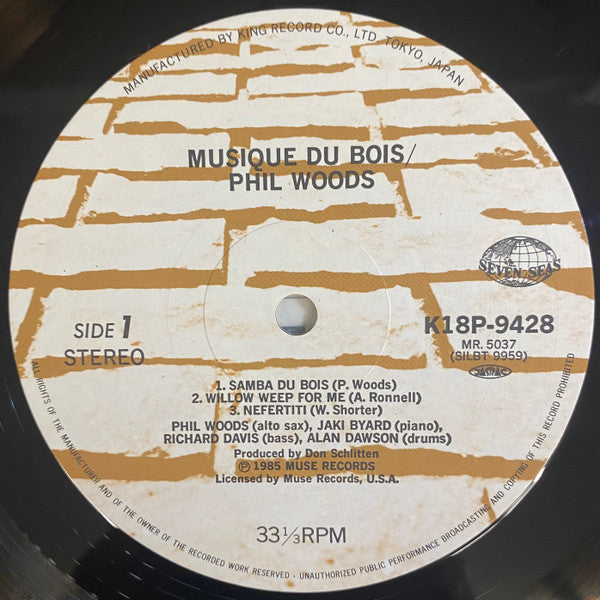 MANUFACTURED BY KING RECORD CO., LTD, TOKYO, JAPAN
MUSIQUE DU BOIS/
PHIL WOODS
SEVEN SEAS
SIDE 1
STEREO
K18P-9428
MR. 5037
(SILBT 9959)
1. SAMBA DU BOIS (P. Woods)
2. WILLOW WEEP FOR ME (A. Ronnell)
3. NEFERTITI (W. Shorter)
PHIL WOODS (alto sax), JAKI BYARD (piano),
RICHARD DAVIS (bass), ALAN DAWSON (drums)
Produced by Don Schlitten
Ⓟ 1985 MUSE RECORDS
Licensed by Muse Records, U.S.A.
33 1/3 RPM
ALL RIGHTS OF THE MANUFACTURER AND OF THE OWNER OF THE RECORDED WORK RESERVED · UNAUTHORIZED PUBLIC PERFORMANCE BROADCASTING AND COPYING OF THIS RECORD PROHIBITED